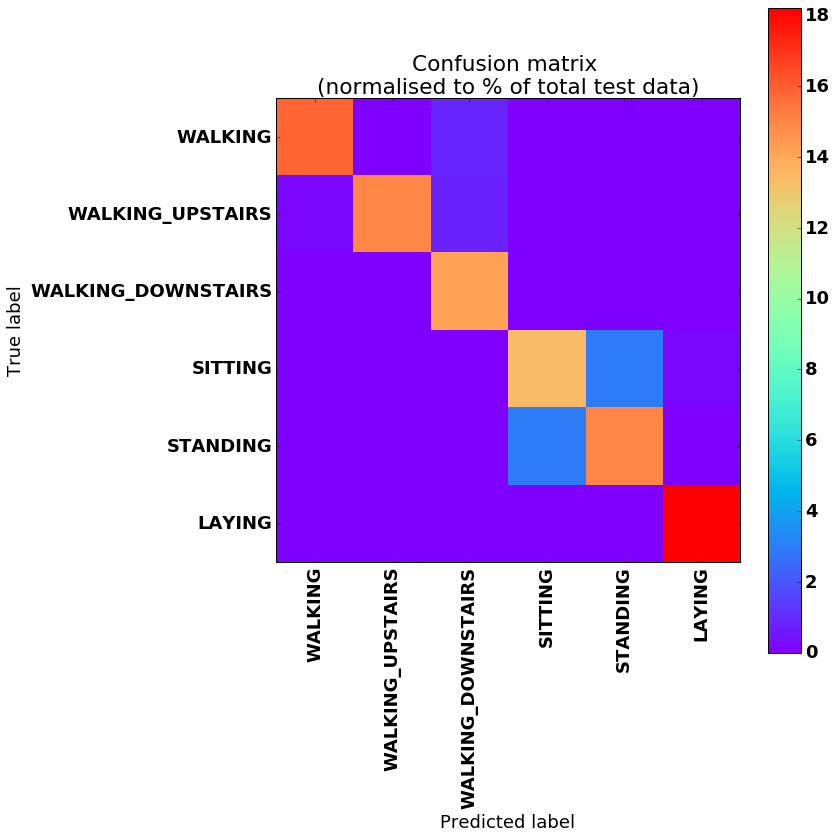 Confusion matrix
(normalised to % of total test data)
True label
WALKING
WALKING_UPSTAIRS
WALKING_DOWNSTAIRS
SITTING
STANDING
LAYING
WALKING
WALKING_UPSTAIRS
WALKING_DOWNSTAIRS
SITTING
STANDING
LAYING
Predicted label
18
16
14
12
10
8
6
4
2
0